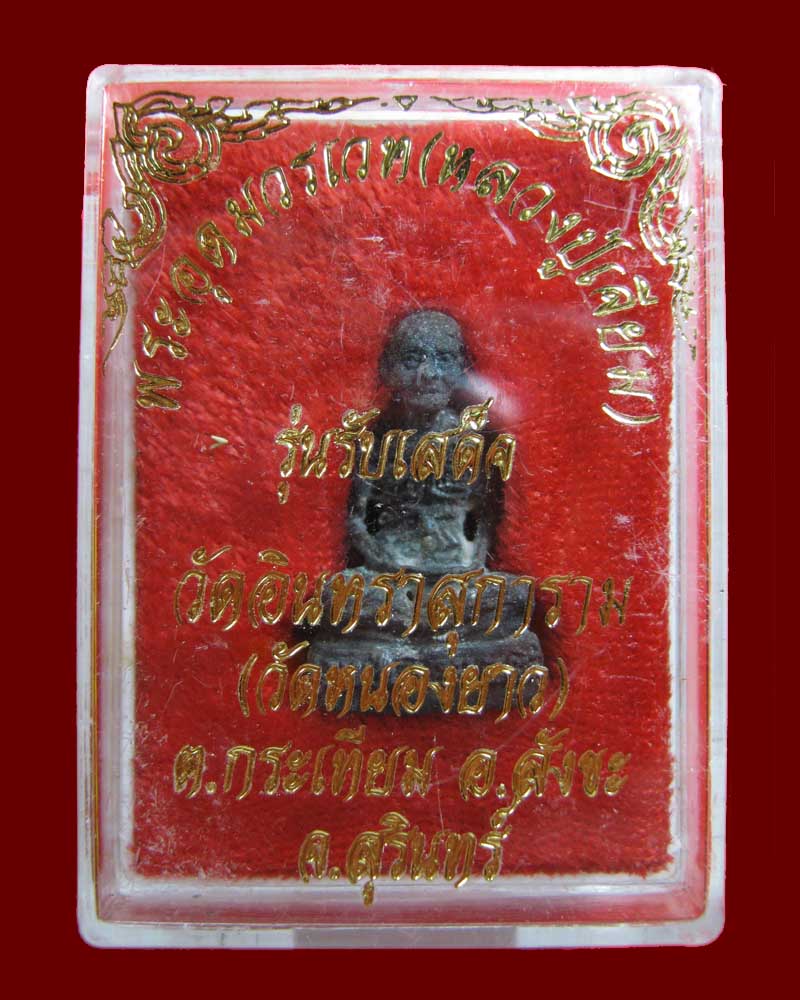 พระอุดมวรเวท(หลวงปู่เจียม)
รุ่นรับเสด็จ
วัดอินทราสุการาม
(วัดหนองยาว)
ต.กระเทียม อ.สังขะ
จ.สุรินทร์